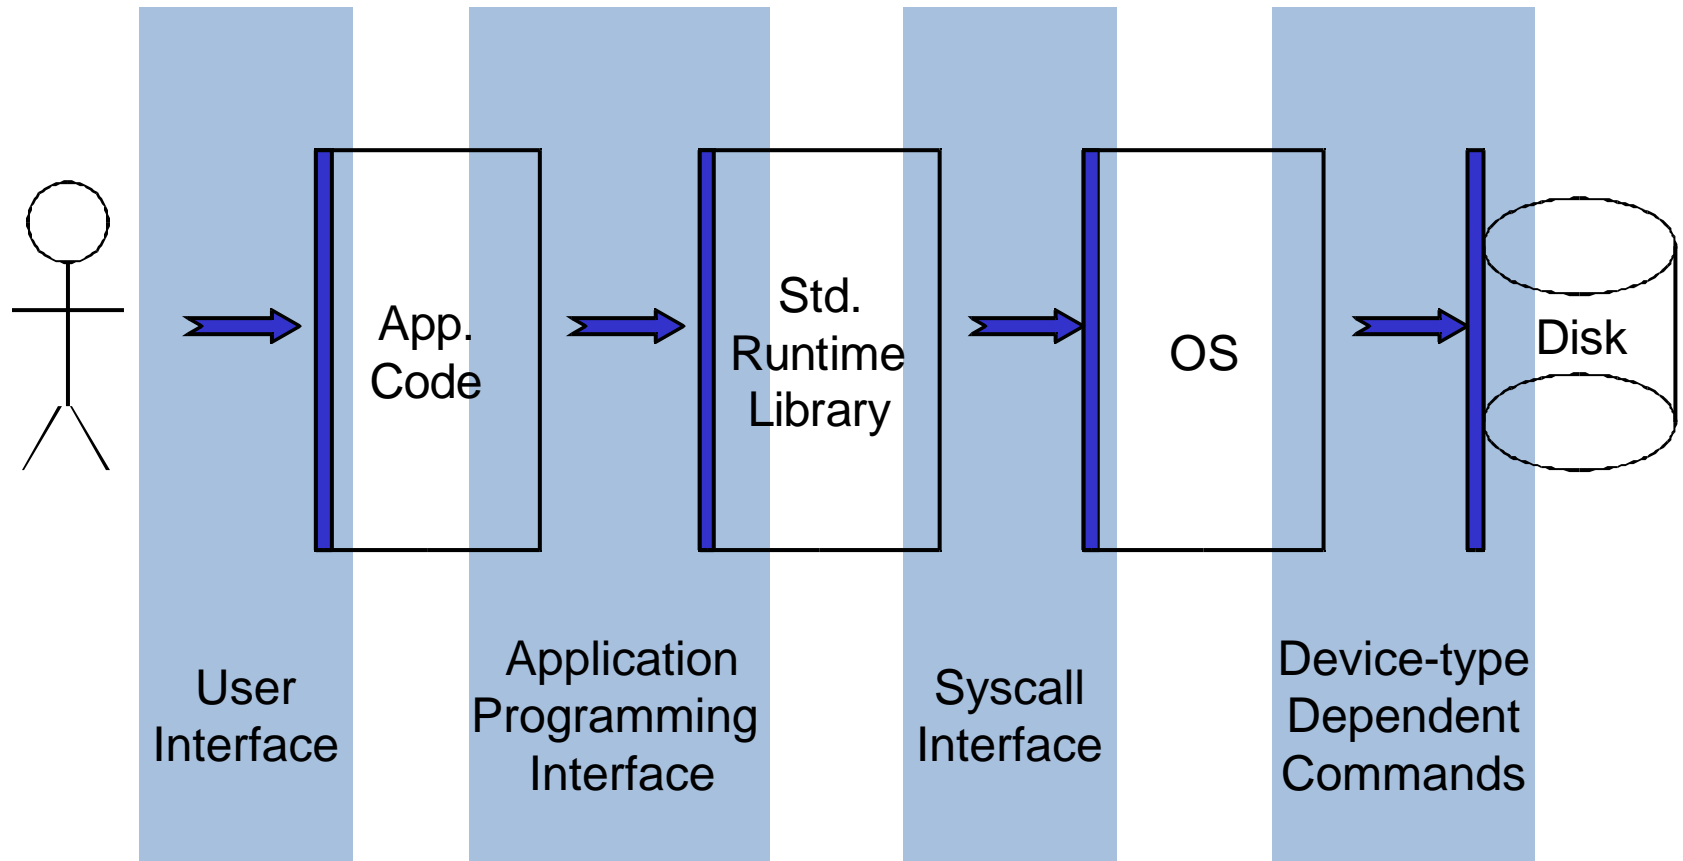 App.
Code
Std.
Runtime
Library
OS
Disk
User
Interface
Application
Programming
Interface
Syscall
Interface
Device-type
Dependent
Commands